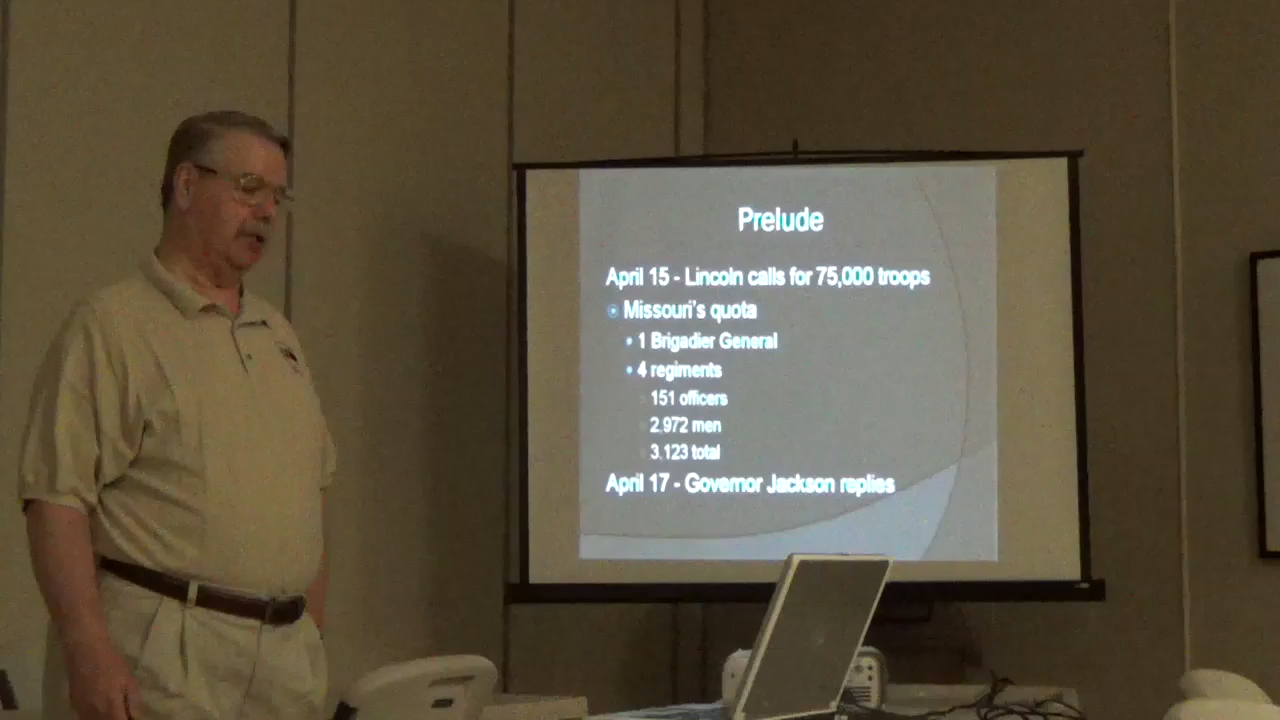 Prelude
April 15 - Lincoln calls for 75,000 troops
Missouri's quota
1 Brigadier General
4 regiments
151 officers
2,972 men
3,123 total
April 17 - Governor Jackson replies